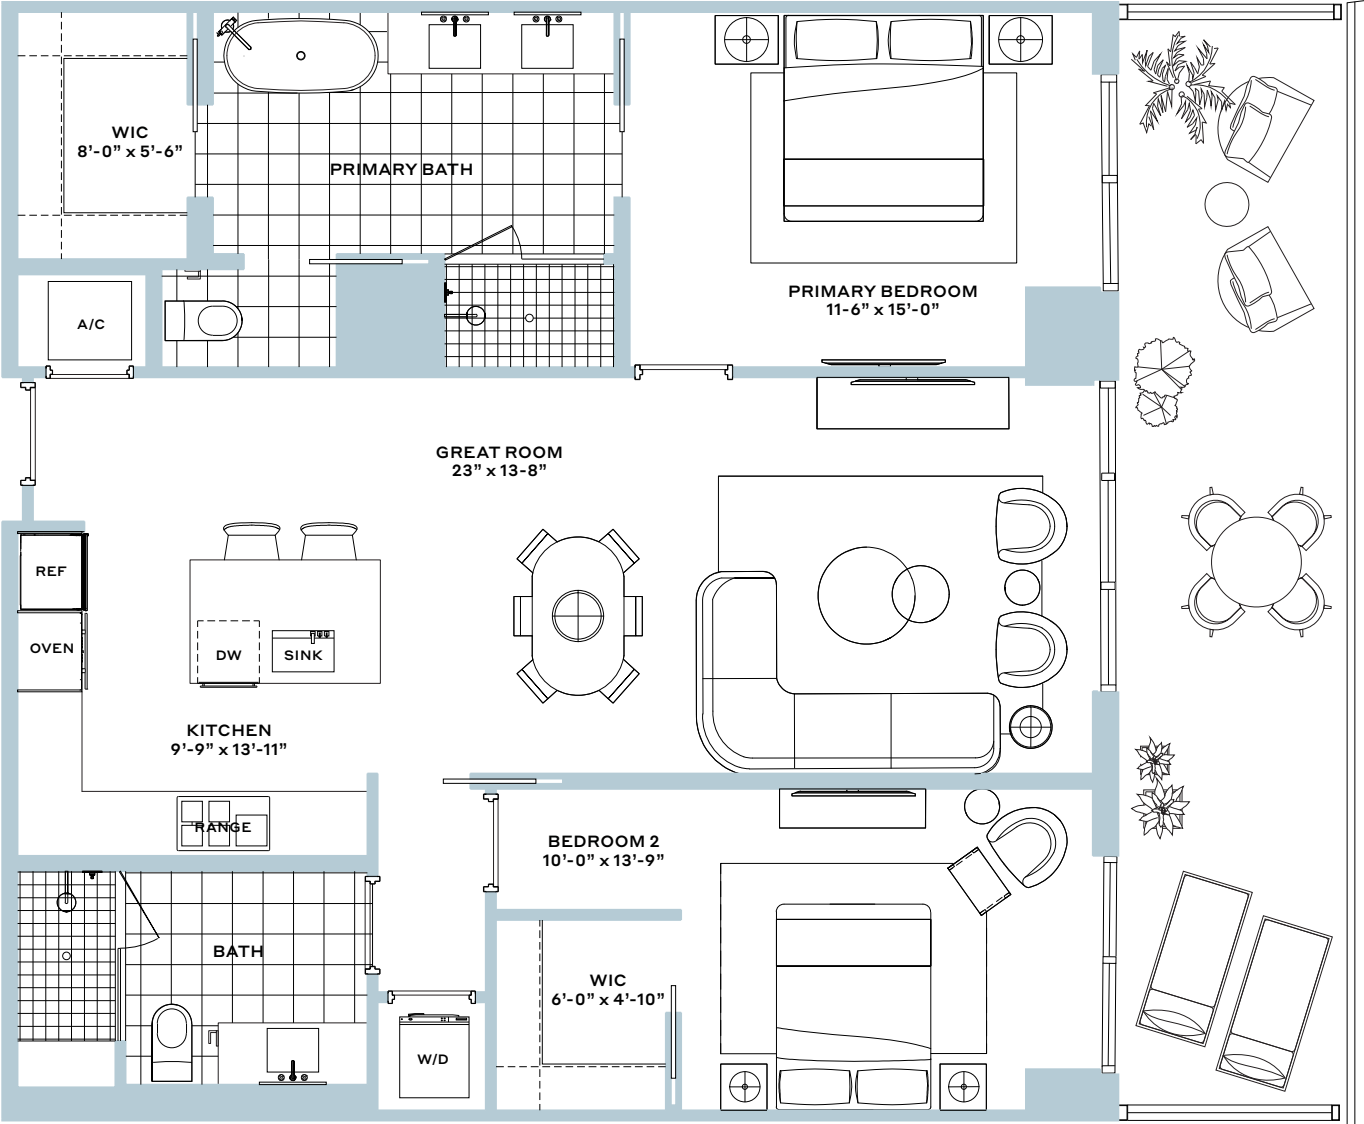 WIC
8'-0" x 5'-6"
PRIMARY BATH
PRIMARY BEDROOM
11-6" x 15'-0"
A/C
GREAT ROOM
23" x 13-8"
REF
OVEN
DW
SINK
KITCHEN
9'-9" x 13'-11"
RANGE
BEDROOM 2
10'-0" x 13'-9"
BATH
WIC
6'-0" x 4'-10"
W/D